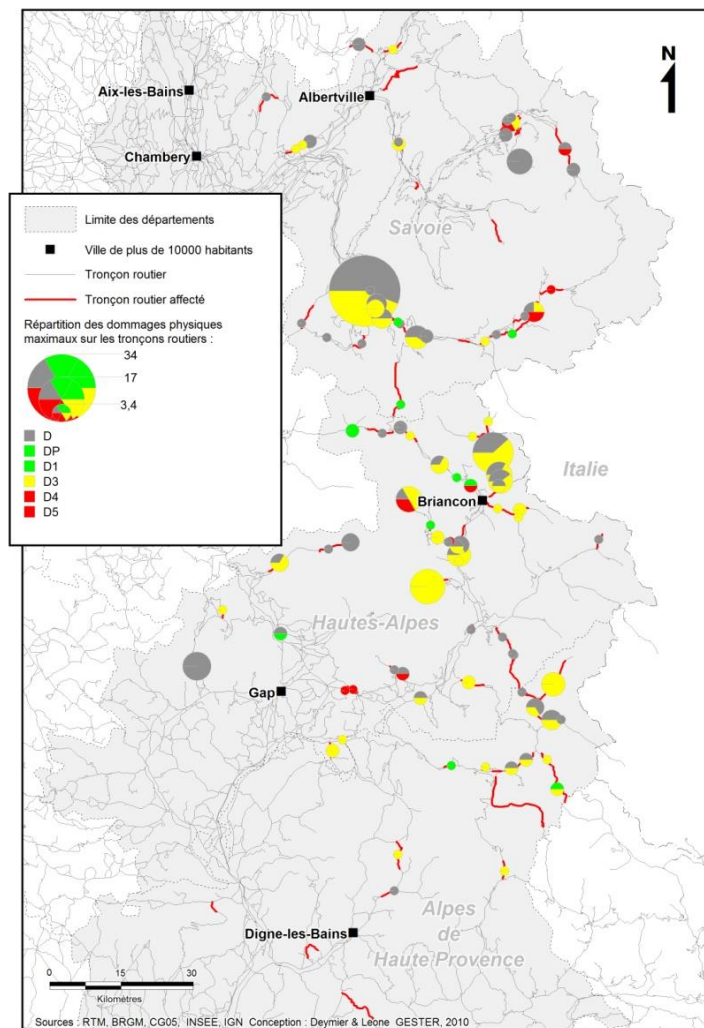 N
Aix-les-Bains
Albertville
Chambery
Savoie
Limite des départements
Ville de plus de 10000 habitants
Tronçon routier
Tronçon routier affecté
Répartition des dommages physiques
maximaux sur les tronçons routiers :
34
17
3,4
D
DP
D1
D3
D4
D5
Italie
Briancon
Hautes-Alpes
Gap
Digne-les-Bains
Alpes
de
Haute Provence
0 15 30
Kilomètres
Sources : RTM, BRGM, CG05, INSEE, IGN Conception : Deymier & Leone GESTER, 2010